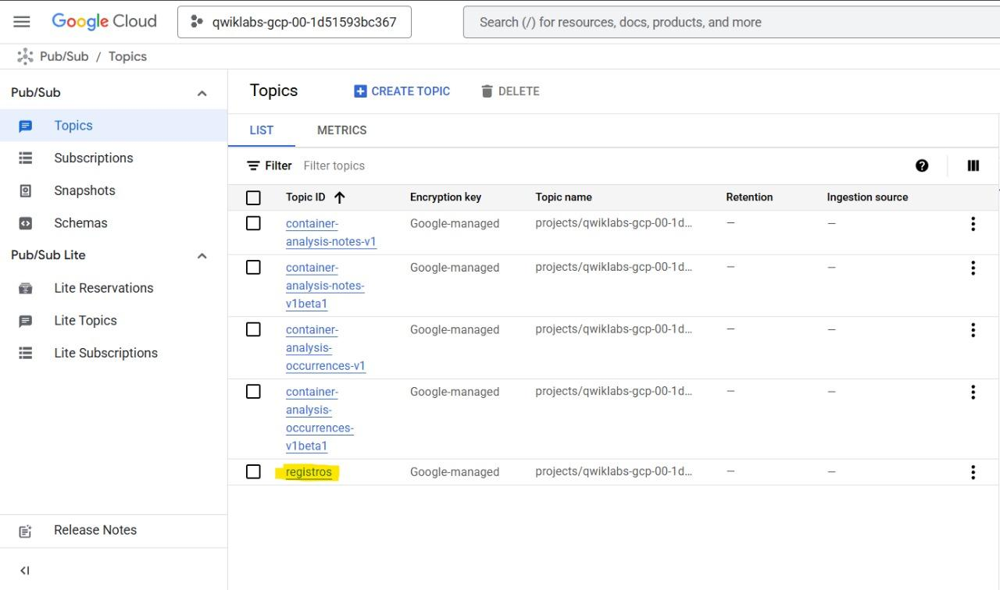 Google Cloud
qwiklabs-gcp-00-1d51593bc367
Search (/) for resources, docs, products, and more
Pub/Sub / Topics
Pub/Sub
Topics
Subscriptions
Snapshots
Schemas
Pub/Sub Lite
Lite Reservations
Lite Topics
Lite Subscriptions
Release Notes
Topics CREATE TOPIC DELETE
LIST METRICS
Filter Filter topics
Topic ID Encryption key Topic name Retention Ingestion source
container- Google-managed projects/qwiklabs-gcp-00-1d... — —
analysis-notes-v1
container- Google-managed projects/qwiklabs-gcp-00-1d... — —
analysis-notes-
v1beta1
container- Google-managed projects/qwiklabs-gcp-00-1d... — —
analysis-
occurrences-v1
container- Google-managed projects/qwiklabs-gcp-00-1d... — —
analysis-
occurrences-
v1beta1
registros Google-managed projects/qwiklabs-gcp-00-1d... — —